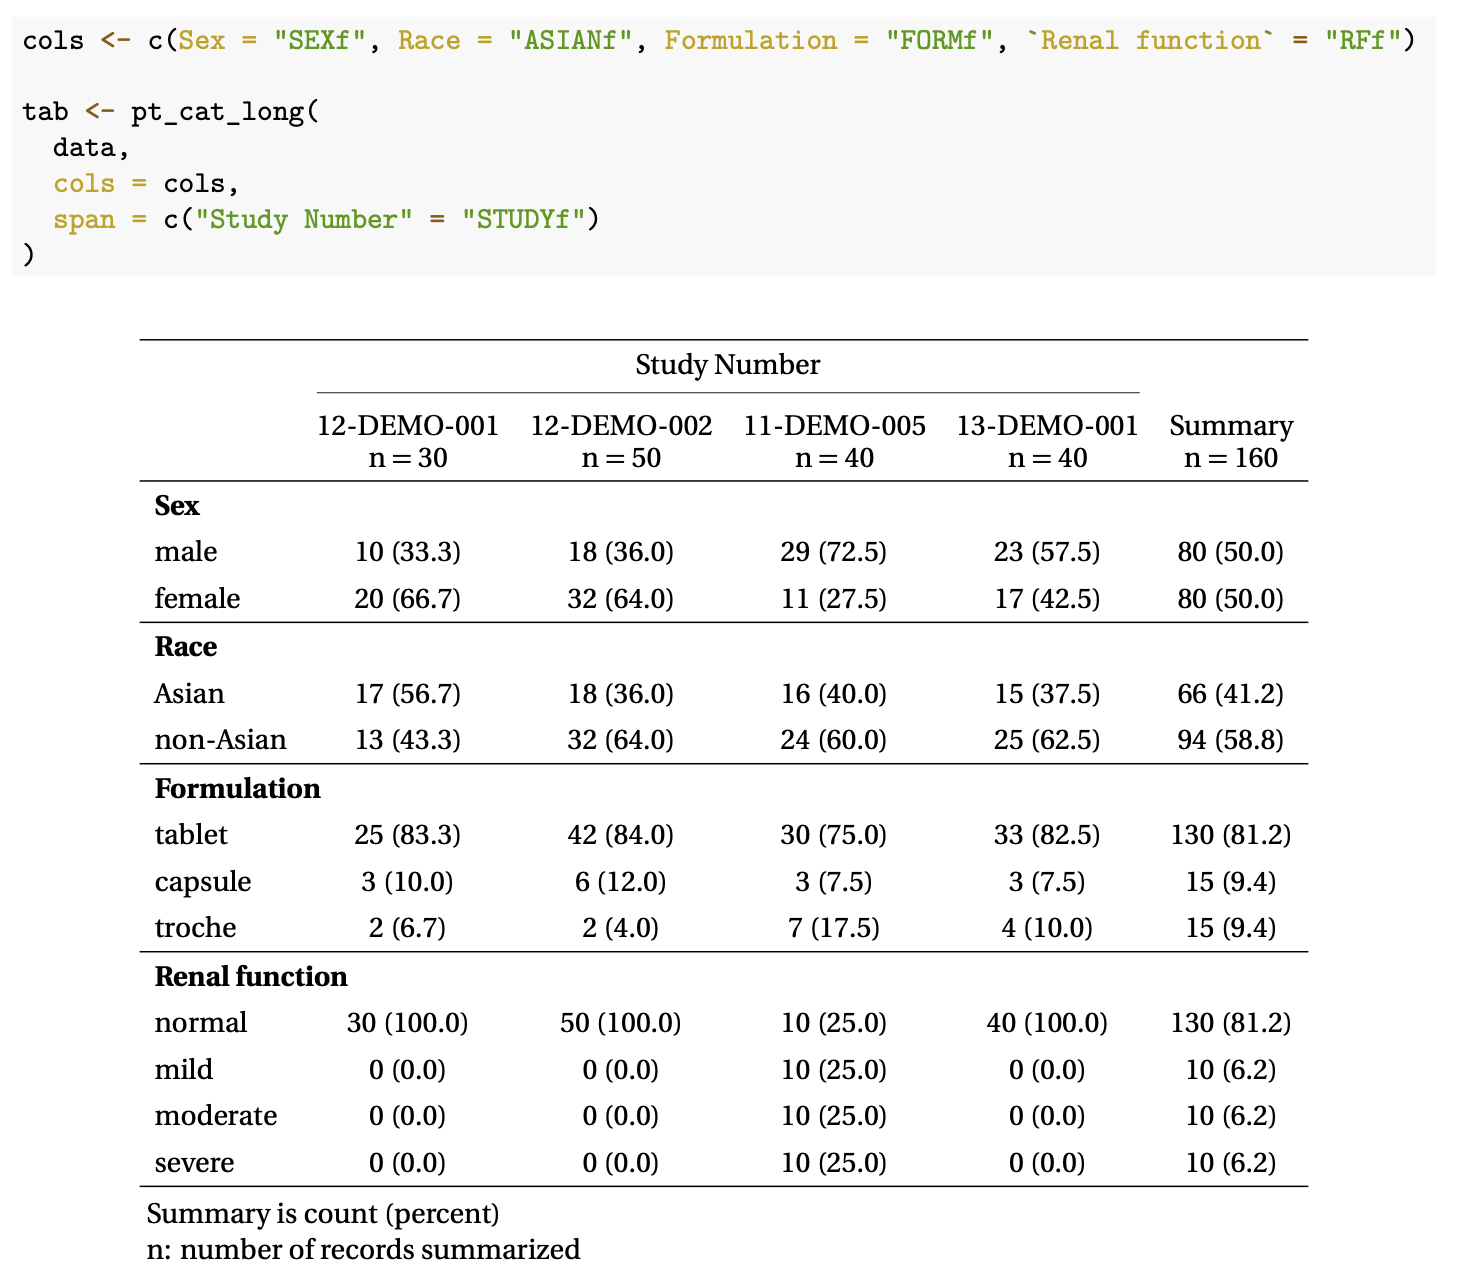 cols <- c(Sex = "SEXf", Race = "ASIANf", Formulation = "FORMf", `Renal function` = "RFf")
tab <- pt_cat_long(
  data,
  cols = cols,
  span = c("Study Number" = "STUDYf")
)
Study Number
12-DEMO-001 12-DEMO-002 11-DEMO-005 13-DEMO-001 Summary
n = 30 n = 50 n = 40 n = 40 n = 160
Sex
male 10 (33.3) 18 (36.0) 29 (72.5) 23 (57.5) 80 (50.0)
female 20 (66.7) 32 (64.0) 11 (27.5) 17 (42.5) 80 (50.0)
Race
Asian 17 (56.7) 18 (36.0) 16 (40.0) 15 (37.5) 66 (41.2)
non-Asian 13 (43.3) 32 (64.0) 24 (60.0) 25 (62.5) 94 (58.8)
Formulation
tablet 25 (83.3) 42 (84.0) 30 (75.0) 33 (82.5) 130 (81.2)
capsule 3 (10.0) 6 (12.0) 3 (7.5) 3 (7.5) 15 (9.4)
troche 2 (6.7) 2 (4.0) 7 (17.5) 4 (10.0) 15 (9.4)
Renal function
normal 30 (100.0) 50 (100.0) 10 (25.0) 40 (100.0) 130 (81.2)
mild 0 (0.0) 0 (0.0) 10 (25.0) 0 (0.0) 10 (6.2)
moderate 0 (0.0) 0 (0.0) 10 (25.0) 0 (0.0) 10 (6.2)
severe 0 (0.0) 0 (0.0) 10 (25.0) 0 (0.0) 10 (6.2)
Summary is count (percent)
n: number of records summarized